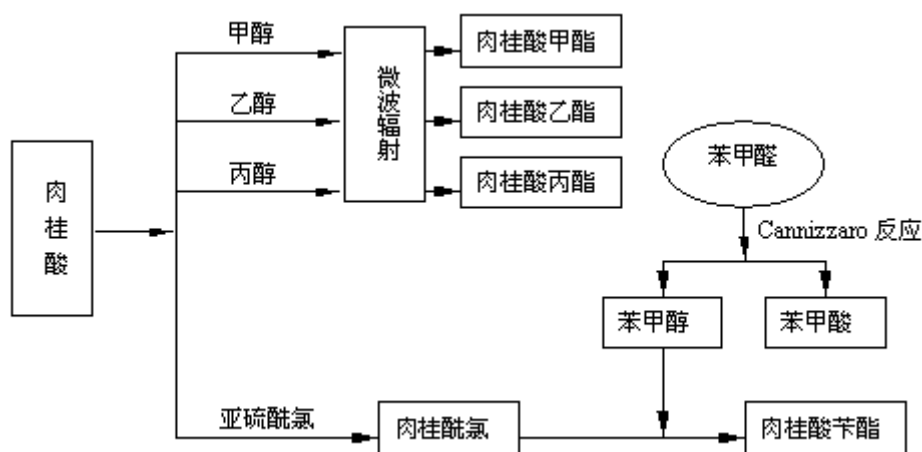 甲醇
肉桂酸甲酯
乙醇
微波辐射
肉桂酸乙酯
丙醇
肉桂酸丙酯
肉桂酸
苯甲醛
Cannizzaro 反应
苯甲醇
苯甲酸
亚硫酰氯
肉桂酰氯
肉桂酸苄酯